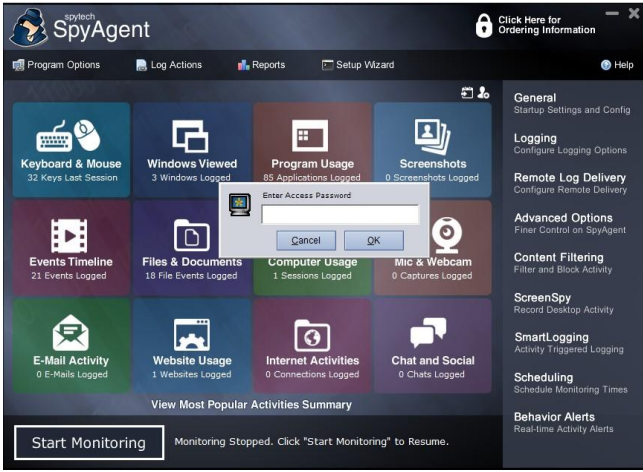 spytech
SpyAgent
Click Here for
Ordering Information
Program Options
Log Actions
Reports
Setup Wizard
Help
Keyboard & Mouse
32 Keys Last Session
Windows Viewed
3 Windows Logged
Program Usage
85 Applications Logged
Screenshots
0 Screenshots Logged
Enter Access Password
Cancel
OK
Events Timeline
21 Events Logged
Files & Documents
18 File Events Logged
Computer Usage
1 Sessions Logged
Mic & Webcam
0 Captures Logged
E-Mail Activity
0 E-Mails Logged
Website Usage
1 Websites Logged
Internet Activities
0 Connections Logged
Chat and Social
0 Chats Logged
View Most Popular Activities Summary
General
Startup Settings and Config
Logging
Configure Logging Options
Remote Log Delivery
Configure Remote Delivery
Advanced Options
Finer Control on SpyAgent
Content Filtering
Filter and Block Activity
ScreenSpy
Record Desktop Activity
SmartLogging
Activity Triggered Logging
Scheduling
Schedule Monitoring Times
Behavior Alerts
Real-time Activity Alerts
Start Monitoring
Monitoring Stopped. Click "Start Monitoring" to Resume.